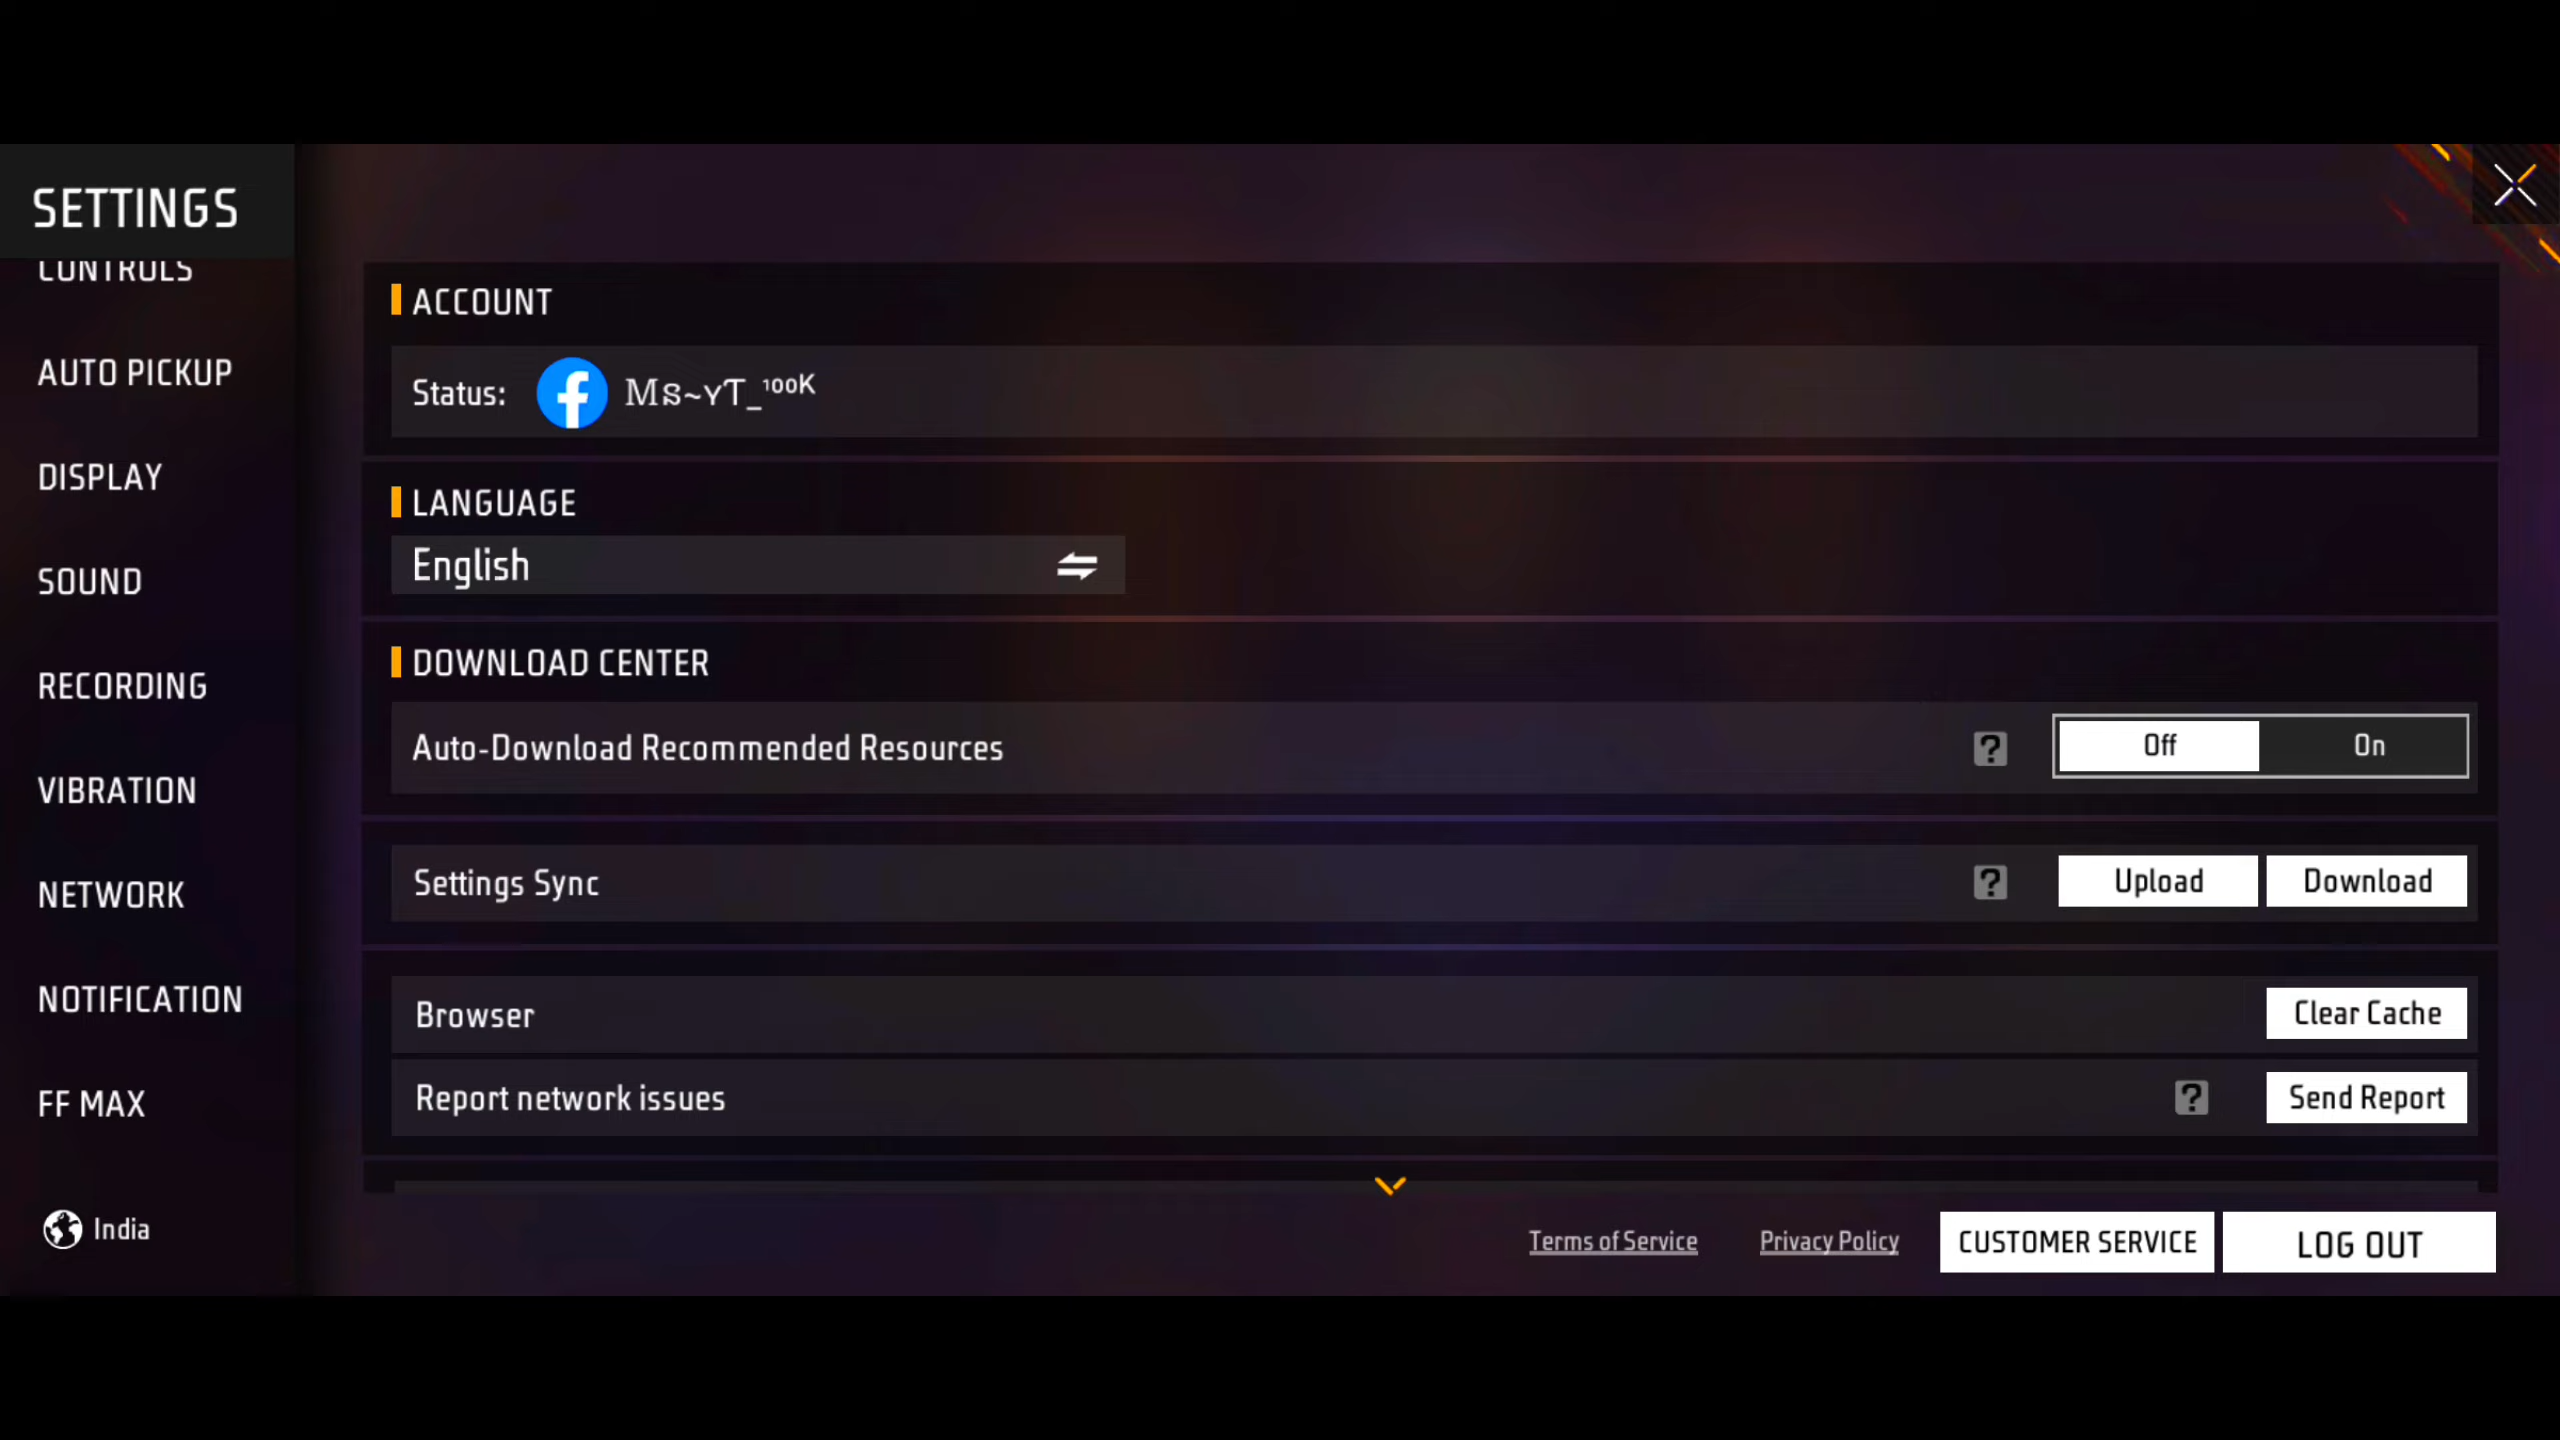 SETTINGS
CONTROLS
AUTO PICKUP
DISPLAY
SOUND
RECORDING
VIBRATION
NETWORK
NOTIFICATION
FF MAX
India
ACCOUNT
Status: Ms~ʏT_¹⁰⁰K
LANGUAGE
English
DOWNLOAD CENTER
Auto-Download Recommended Resources ? Off On
Settings Sync ? Upload Download
Browser Clear Cache
Report network issues ? Send Report
Terms of Service Privacy Policy CUSTOMER SERVICE LOG OUT